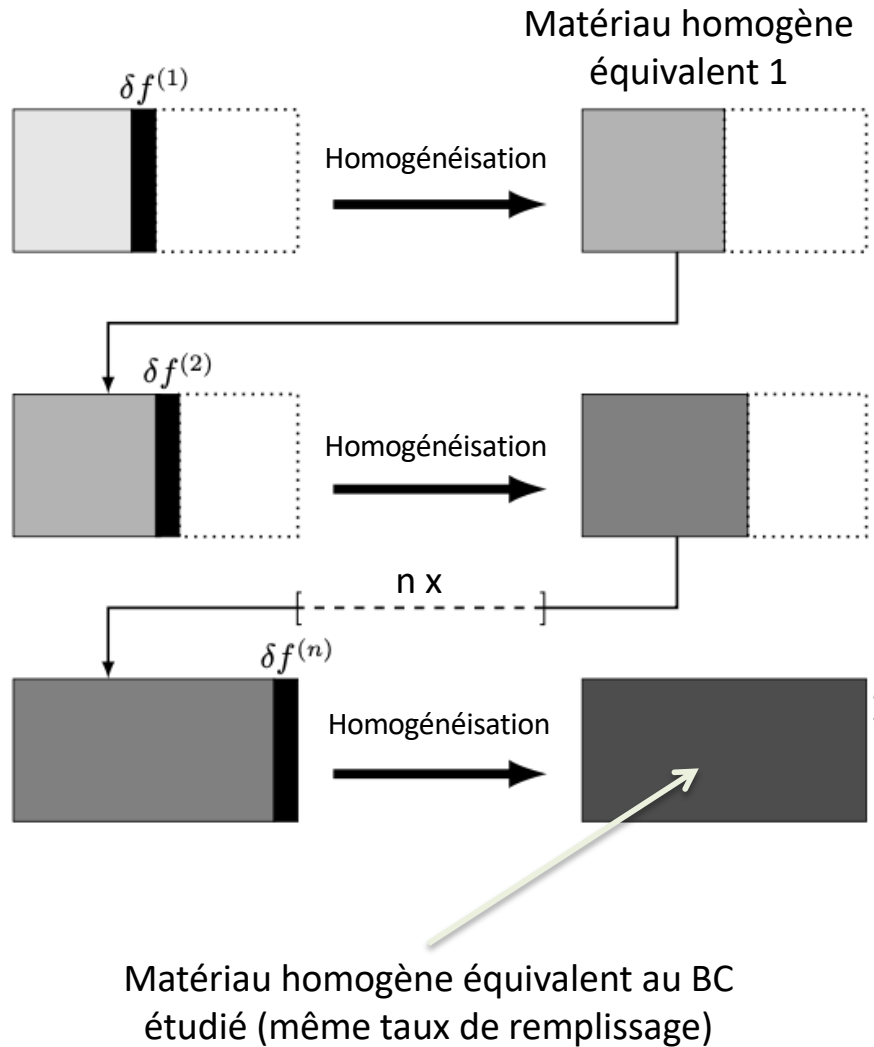 Matériau homogène
équivalent 1
δf⁽¹⁾
Homogénéisation
δf⁽²⁾
Homogénéisation
n x
δf⁽ⁿ⁾
Homogénéisation
Matériau homogène équivalent au BC
étudié (même taux de remplissage)